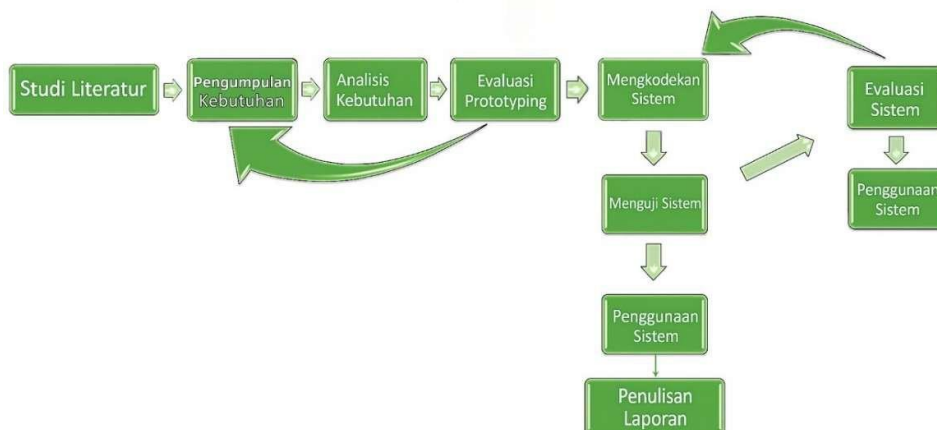 Studi Literatur
Pengumpulan
Kebutuhan
Analisis
Kebutuhan
Evaluasi
Prototyping
Mengkodekan
Sistem
Evaluasi
Sistem
Menguji Sistem
Penggunaan
Sistem
Penggunaan
Sistem
Penulisan
Laporan